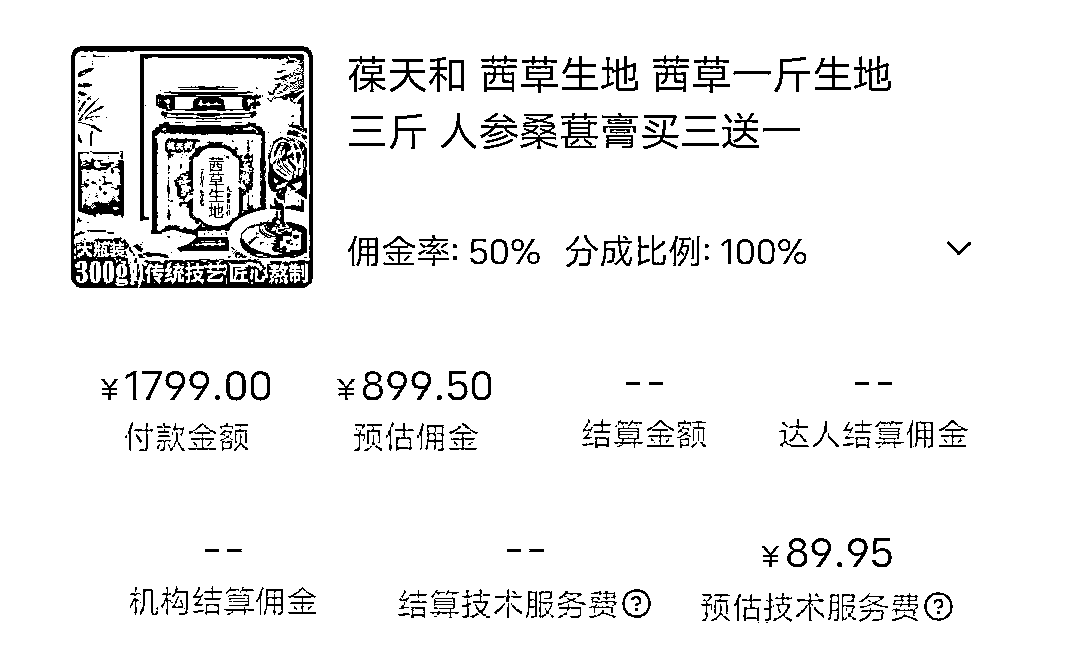 葆天和 茜草生地 茜草一斤生地
三斤 人参桑葚膏买三送一
茜草生地
大瓶装
300g
传统技艺 匠心熬制
佣金率: 50% 分成比例: 100%
¥1799.00 ¥899.50 -- --
付款金额 预估佣金 结算金额 达人结算佣金
-- -- ¥89.95
机构结算佣金 结算技术服务费? 预估技术服务费?